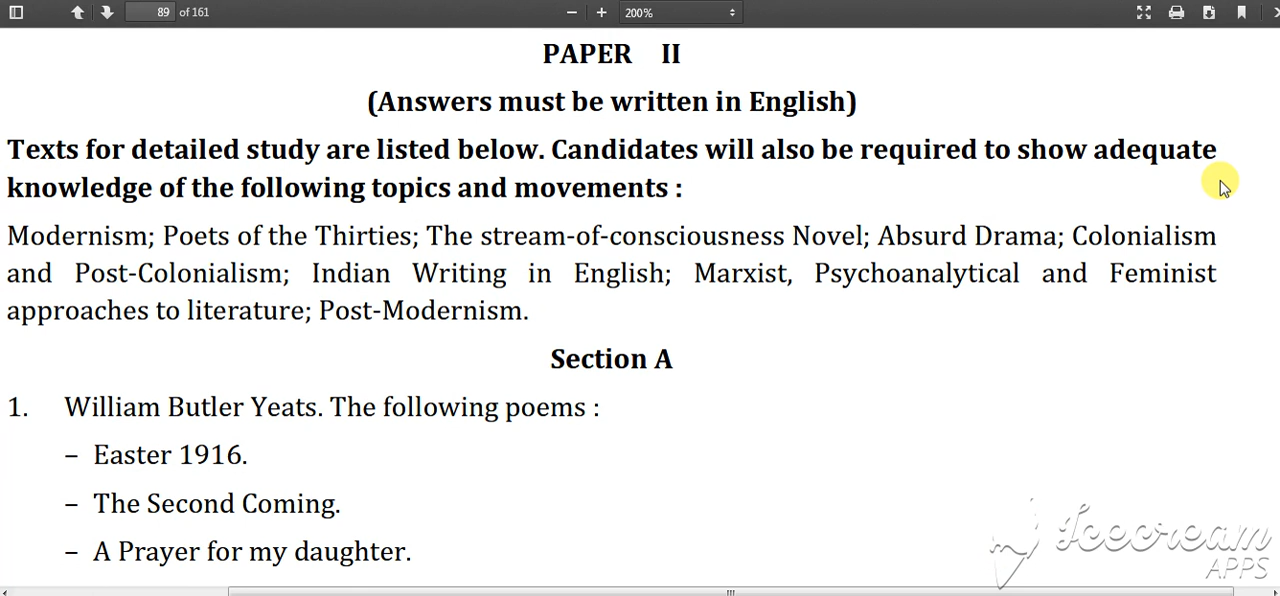 89 of 161
200%
PAPER II
(Answers must be written in English)
Texts for detailed study are listed below. Candidates will also be required to show adequate
knowledge of the following topics and movements :
Modernism; Poets of the Thirties; The stream-of-consciousness Novel; Absurd Drama; Colonialism
and Post-Colonialism; Indian Writing in English; Marxist, Psychoanalytical and Feminist
approaches to literature; Post-Modernism.
Section A
1. William Butler Yeats. The following poems :
– Easter 1916.
– The Second Coming.
– A Prayer for my daughter.
Icecream
APPS